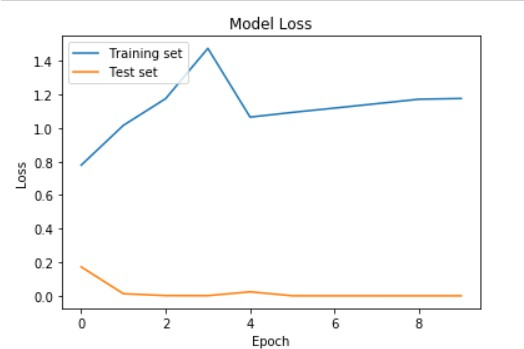 Model Loss
Training set
Test set
1.4
1.2
1.0
0.8
0.6
0.4
0.2
0.0
Loss
0 2 4 6 8
Epoch